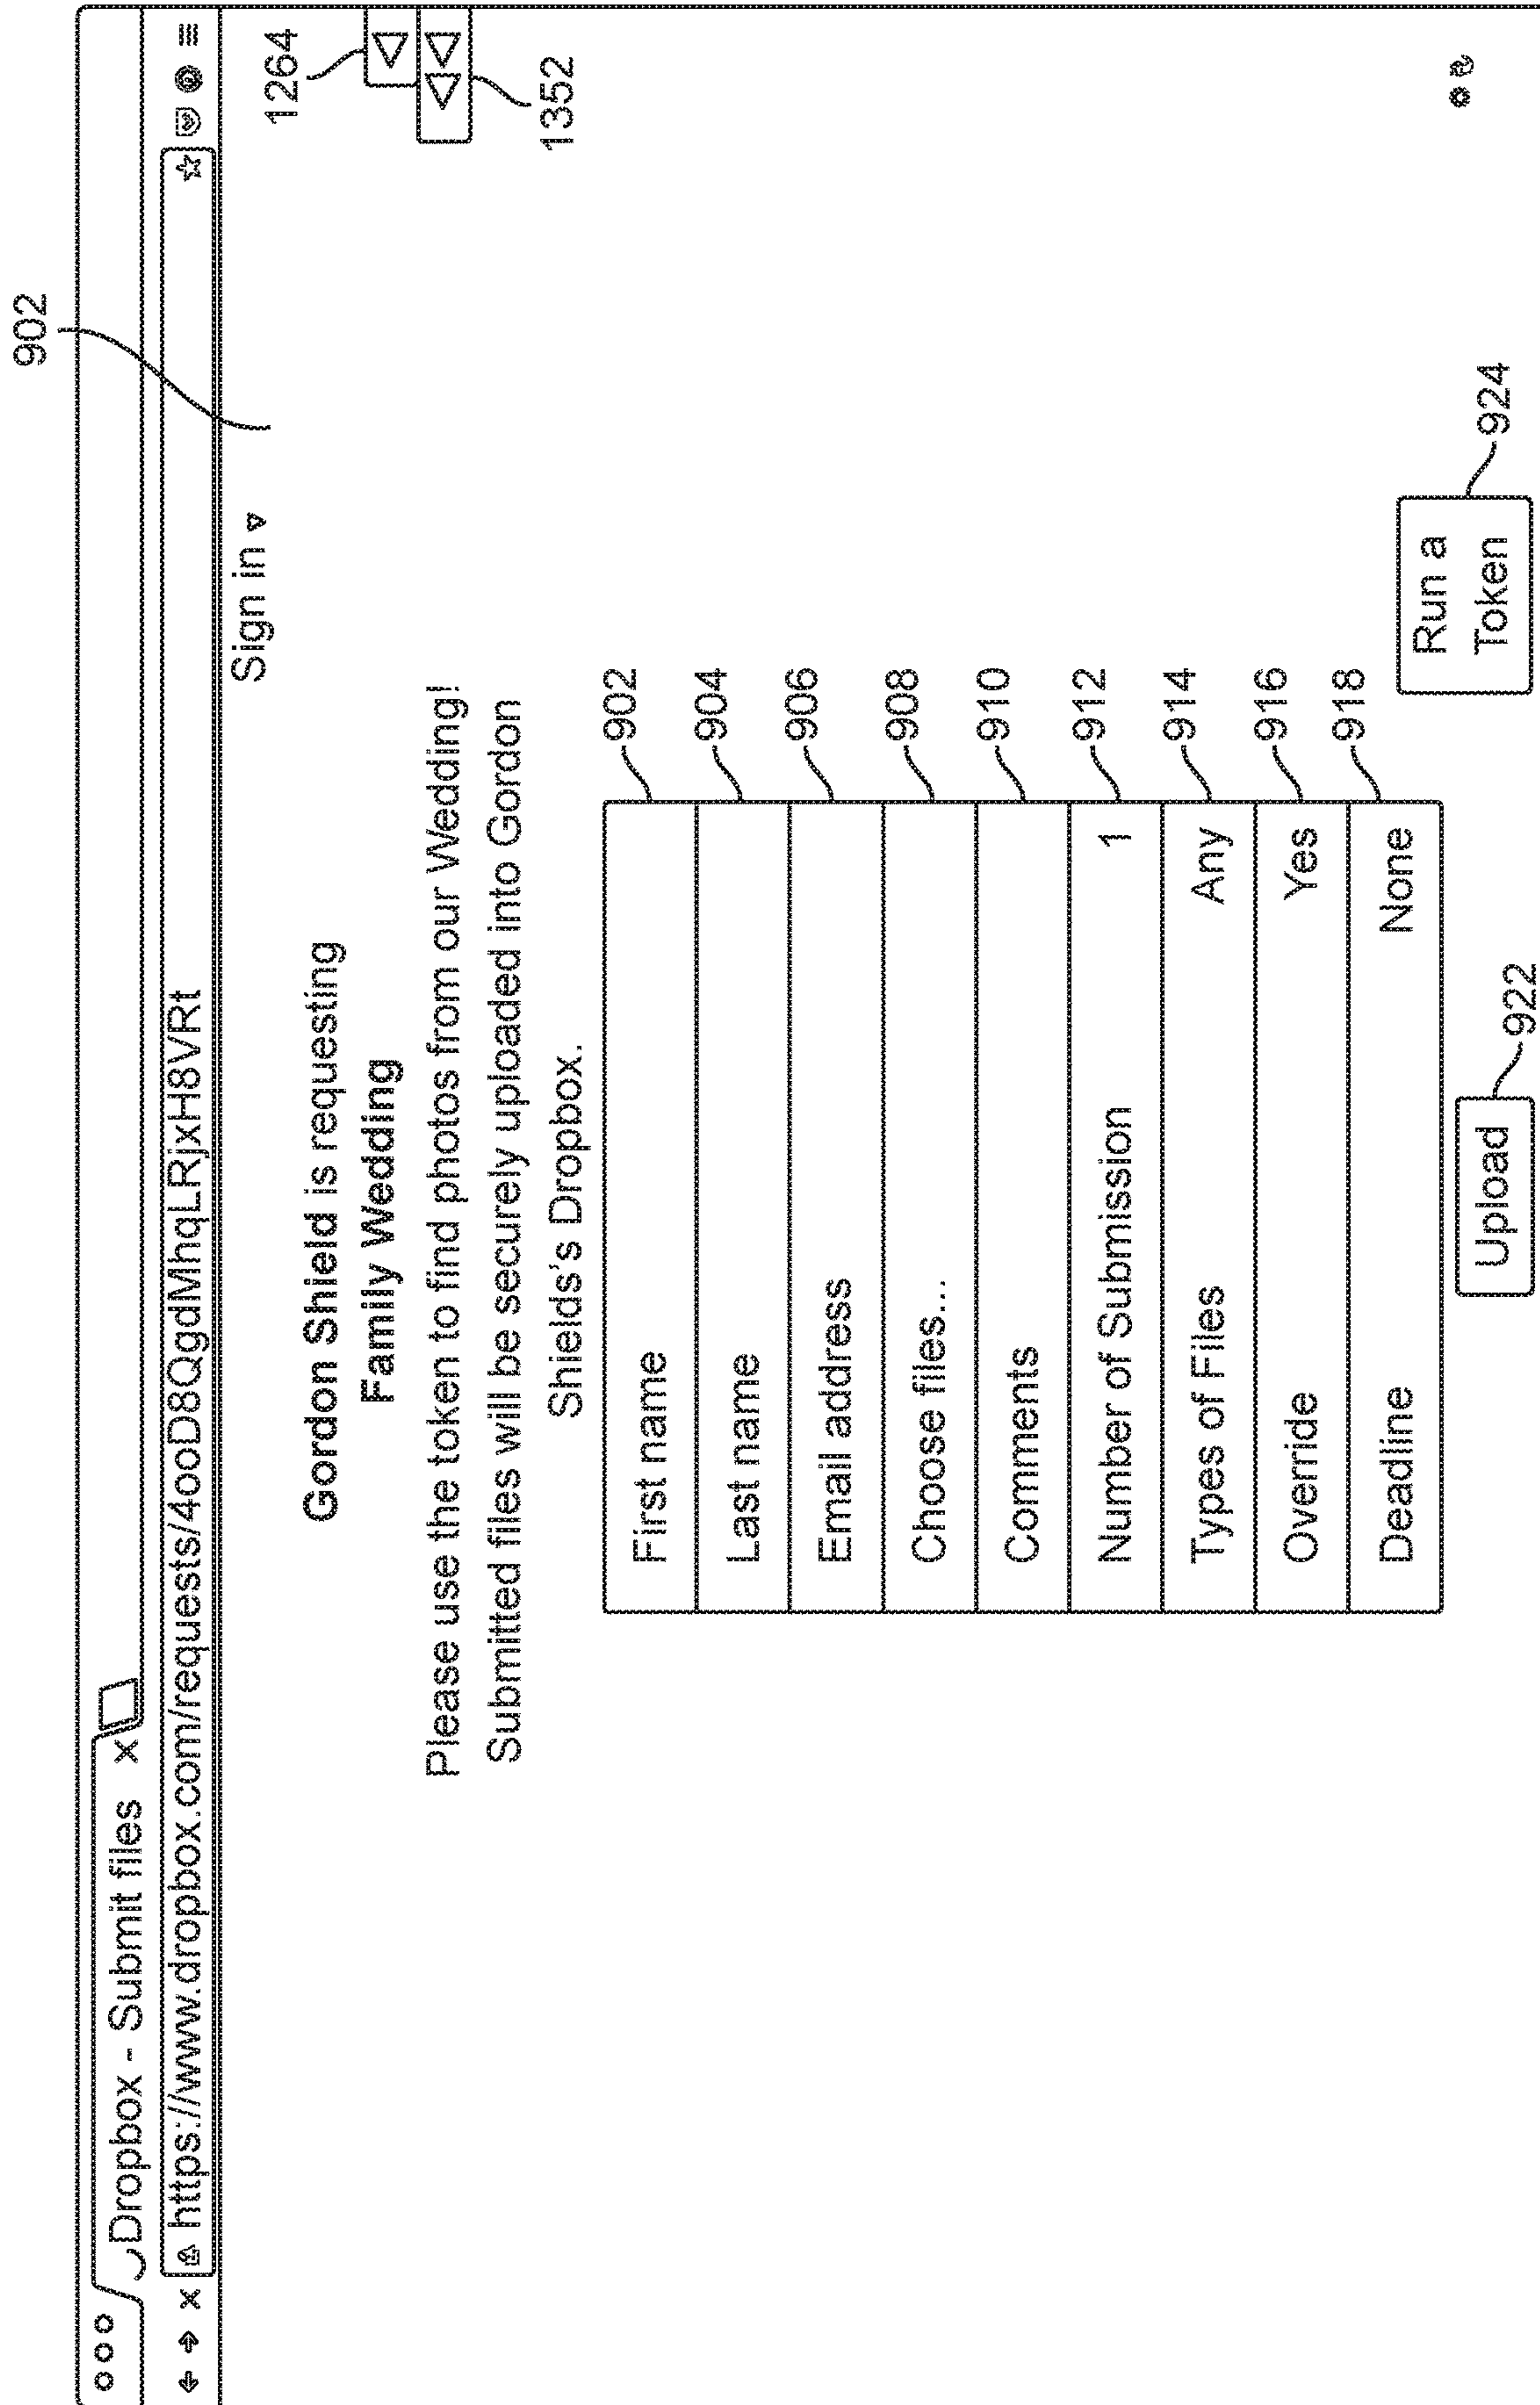 902
Dropbox - Submit files x
https://www.dropbox.com/requests/4ooD8QgdMhqLRjxH8VRt
Sign in
1264
1352
Gordon Shield is requesting
Family Wedding
Please use the token to find photos from our Wedding!
Submitted files will be securely uploaded into Gordon
Shields's Dropbox.
First name 902
Last name 904
Email address 906
Choose files... 908
Comments 910
Number of Submission 1 912
Types of Files Any 914
Override Yes 916
Deadline None 918
Run a
Token
924
Upload 922